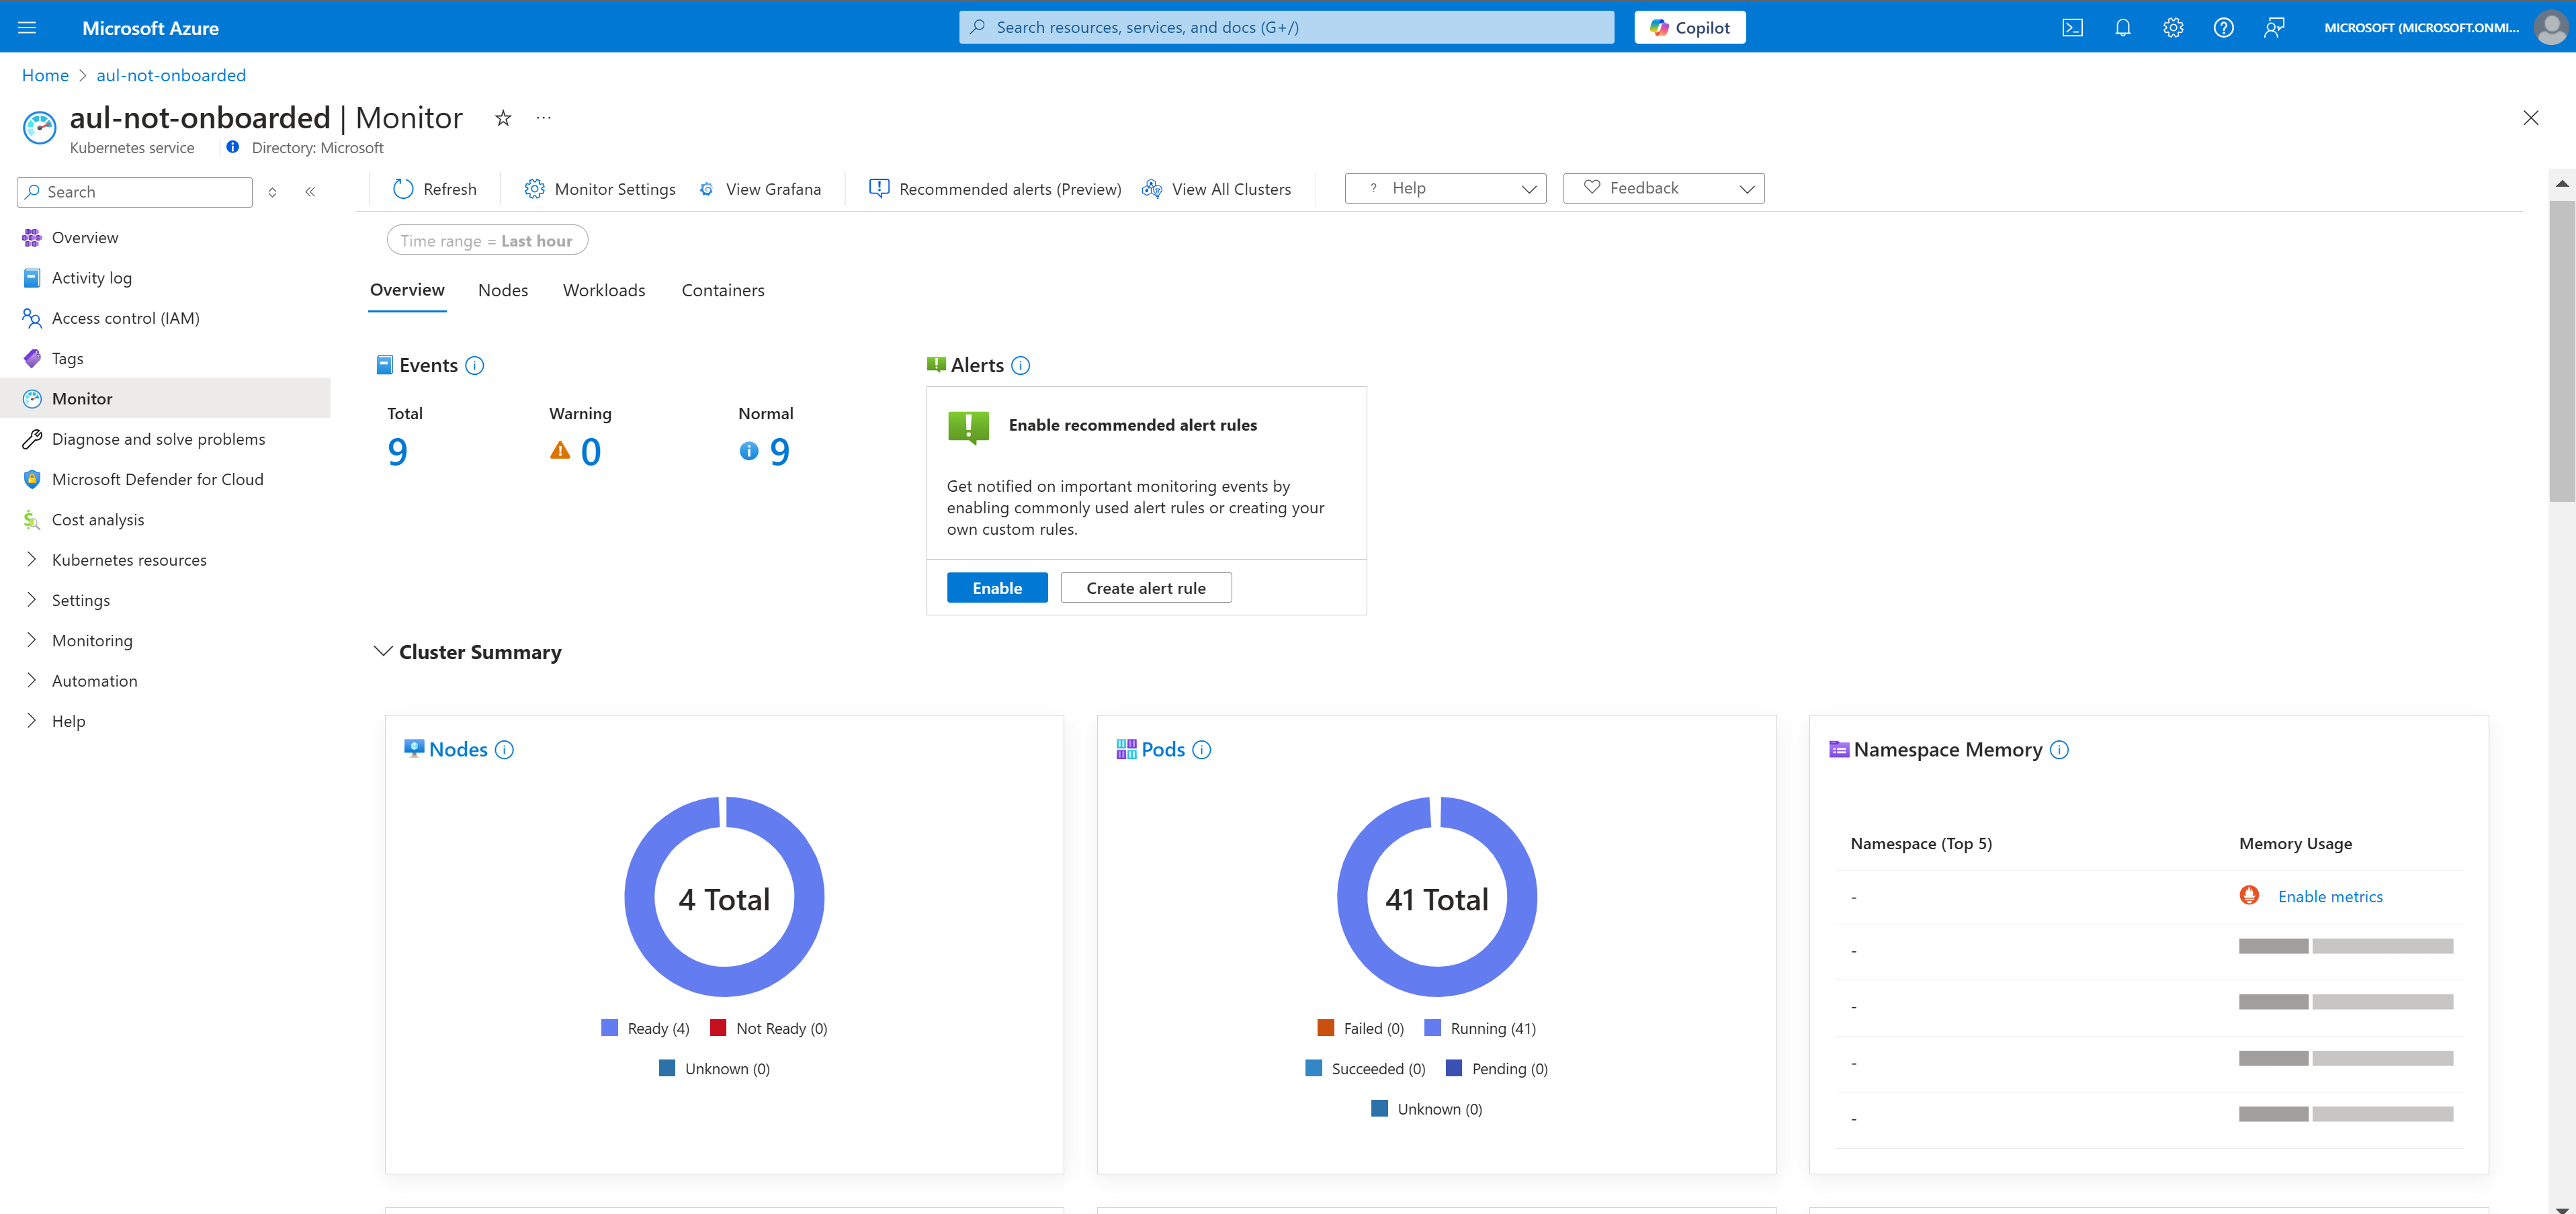 Microsoft Azure
Search resources, services, and docs (G+/)
Copilot
MICROSOFT (MICROSOFT.ONMI...
Home > aul-not-onboarded
aul-not-onboarded | Monitor ...
Kubernetes service
Directory: Microsoft
Search
Refresh
Monitor Settings
View Grafana
Recommended alerts (Preview)
View All Clusters
? Help
Feedback
Overview
Activity log
Access control (IAM)
Tags
Monitor
Diagnose and solve problems
Microsoft Defender for Cloud
Cost analysis
Kubernetes resources
Settings
Monitoring
Automation
Help
Time range = Last hour
Overview
Nodes
Workloads
Containers
Events
Total
Warning
Normal
9
0
9
Alerts
Enable recommended alert rules
Get notified on important monitoring events by
enabling commonly used alert rules or creating your
own custom rules.
Enable
Create alert rule
Cluster Summary
Nodes
4 Total
Ready (4)
Not Ready (0)
Unknown (0)
Pods
41 Total
Failed (0)
Running (41)
Succeeded (0)
Pending (0)
Unknown (0)
Namespace Memory
Namespace (Top 5)
Memory Usage
-
Enable metrics
-
-
-
-